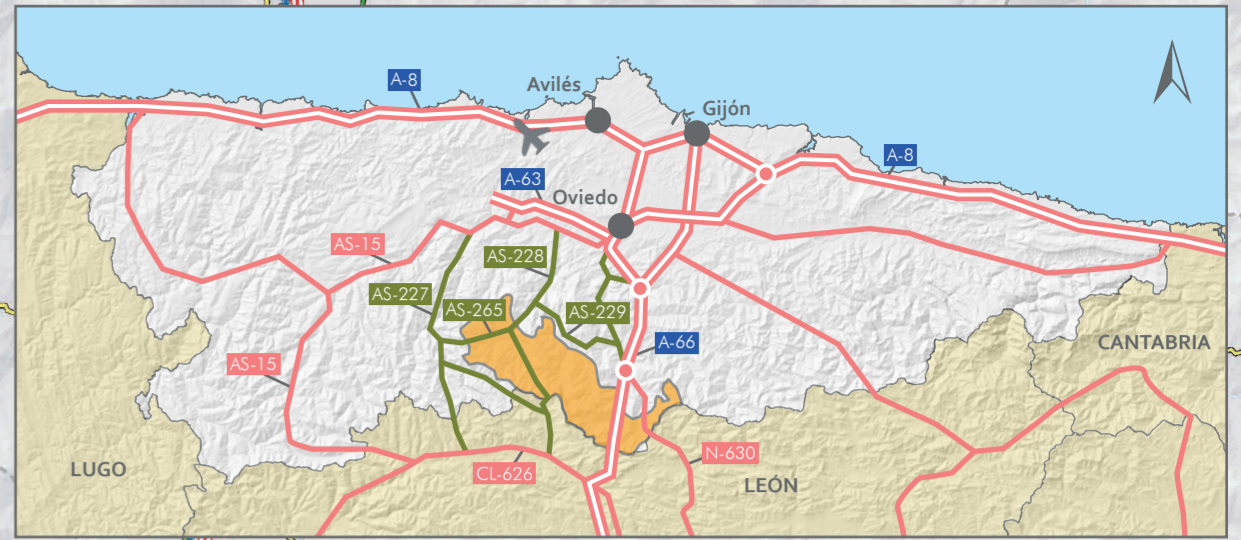 A-8
Avilés
Gijón
A-8
A-63
Oviedo
AS-15
AS-228
AS-227
AS-265
AS-229
A-66
CANTABRIA
AS-15
LUGO
N-630
CL-626
LEÓN